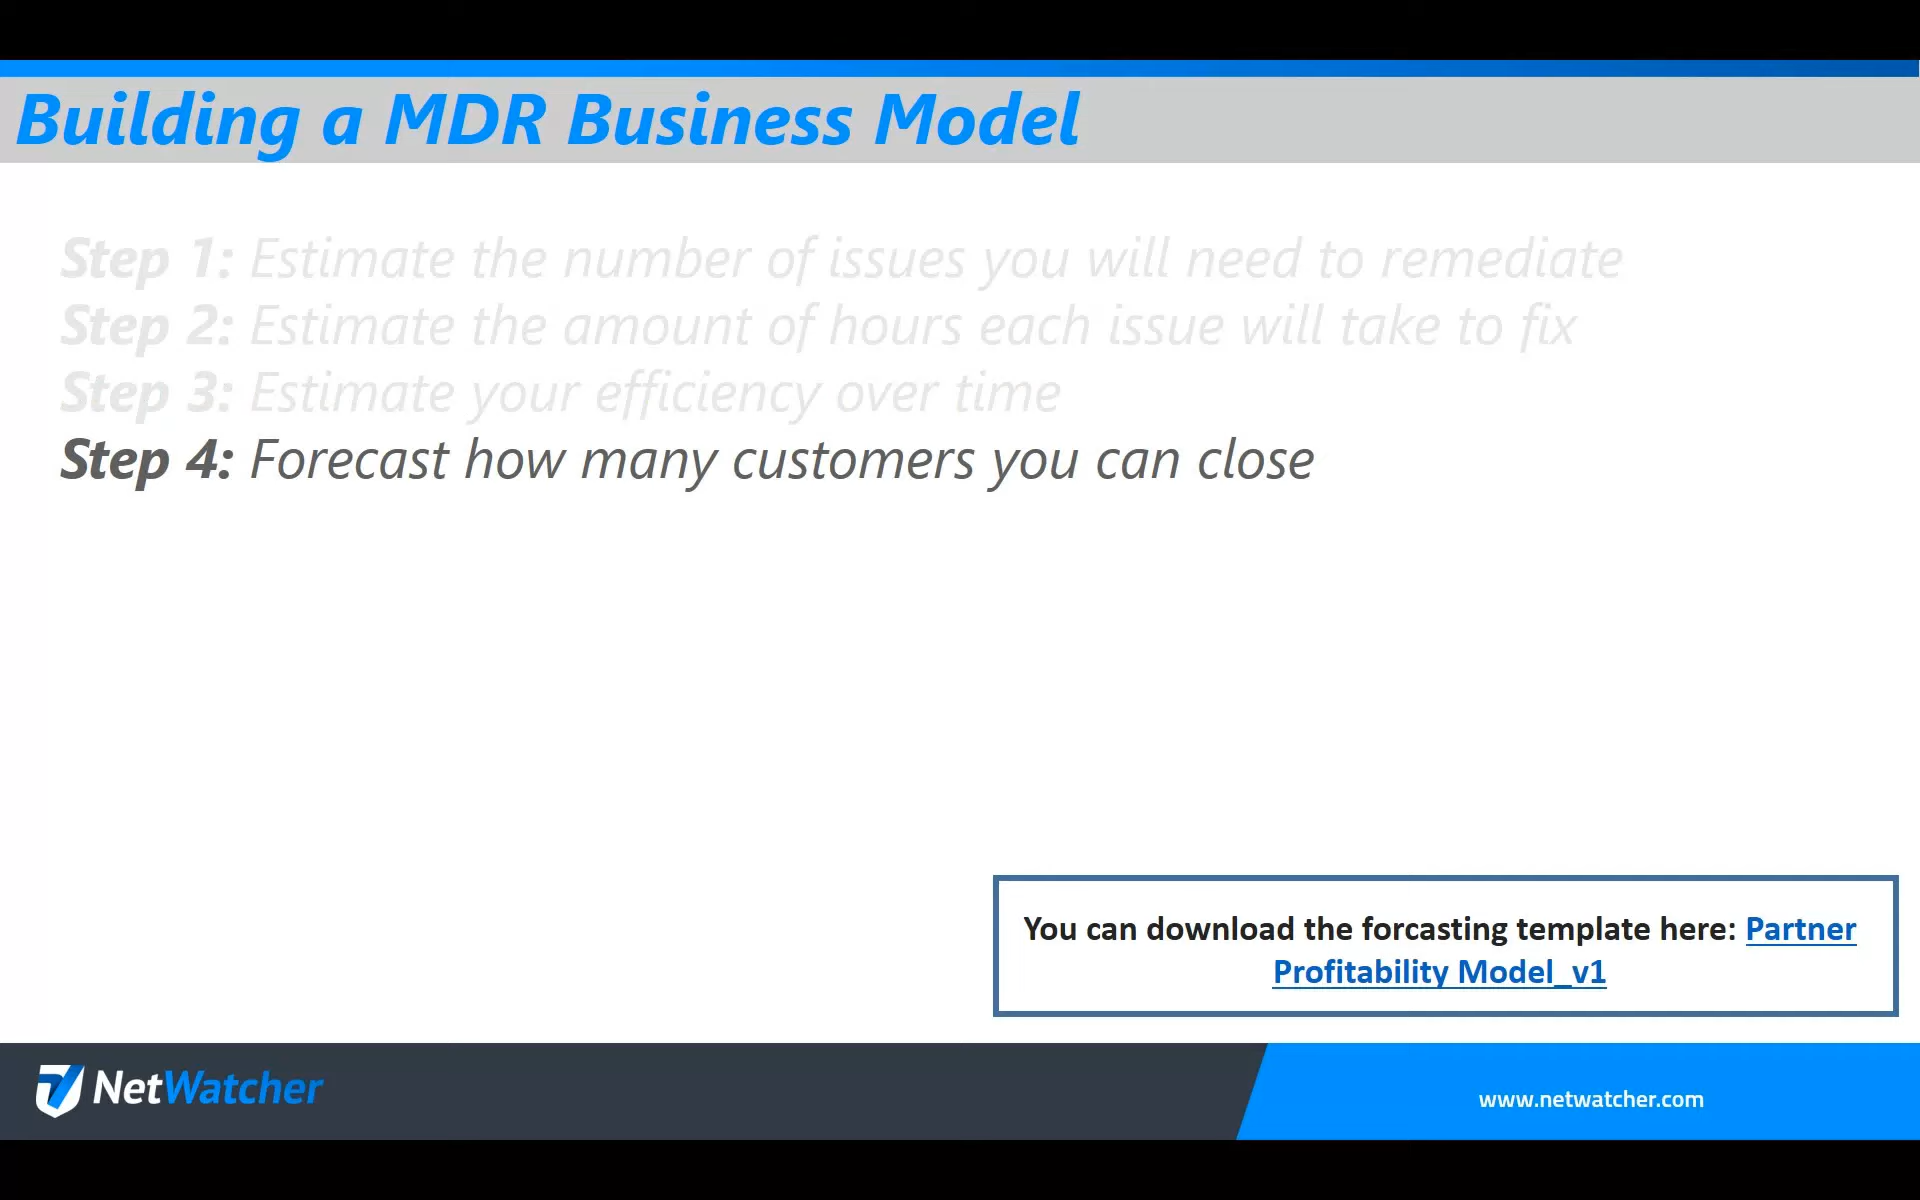 Building a MDR Business Model
Step 1: Estimate the number of issues you will need to remediate
Step 2: Estimate the amount of hours each issue will take to fix
Step 3: Estimate your efficiency over time
Step 4: Forecast how many customers you can close
You can download the forcasting template here: Partner
Profitability Model_v1
NetWatcher
www.netwatcher.com